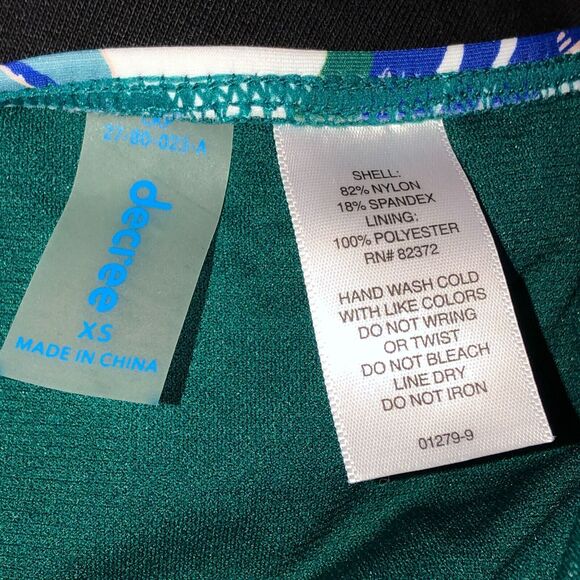 27-80-023-A
decree
XS
MADE IN CHINA
SHELL:
82% NYLON
18% SPANDEX
LINING:
100% POLYESTER
RN# 82372
HAND WASH COLD
WITH LIKE COLORS
DO NOT WRING
OR TWIST
DO NOT BLEACH
LINE DRY
DO NOT IRON
01279-9